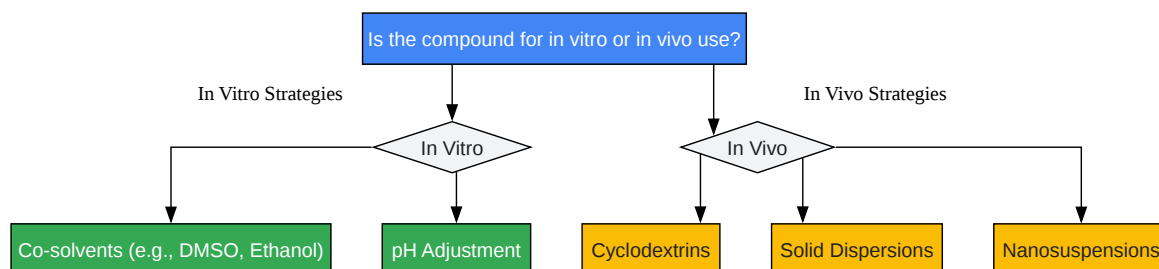 Is the compound for in vitro or in vivo use?
In Vitro Strategies
In Vivo Strategies
In Vitro
In Vivo
Co-solvents (e.g., DMSO, Ethanol)
pH Adjustment
Cyclodextrins
Solid Dispersions
Nanosuspensions